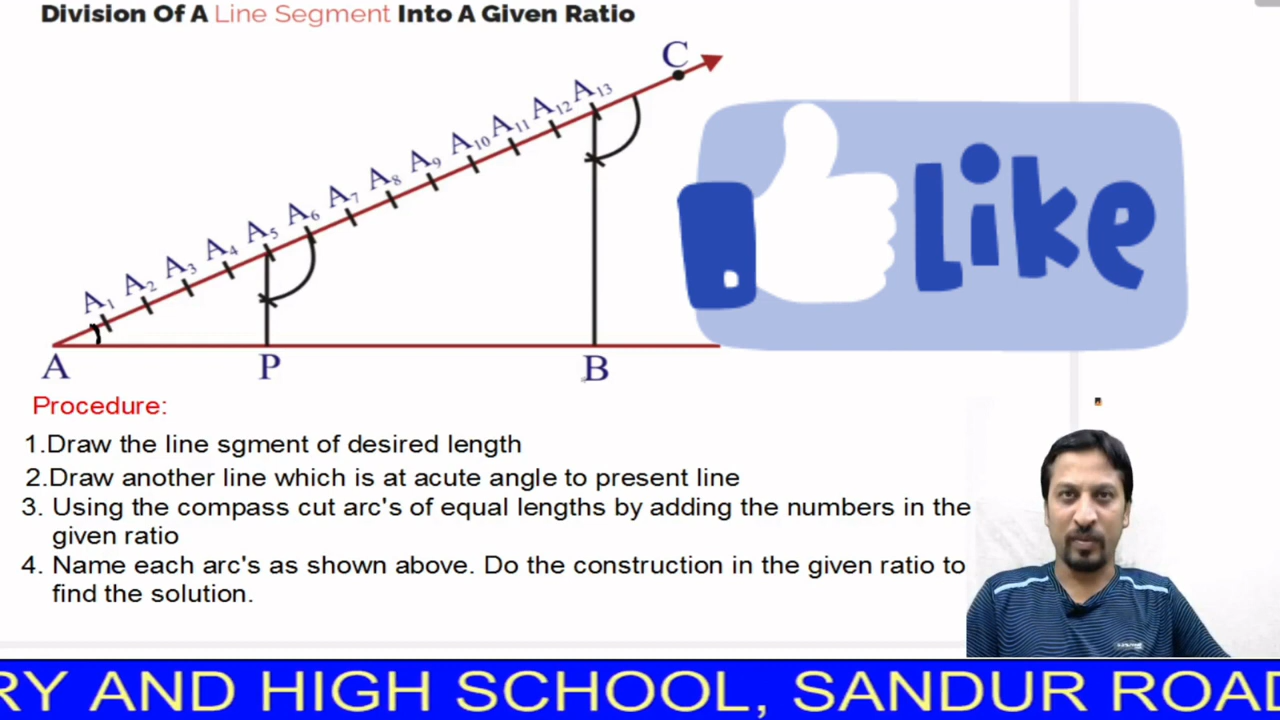 Division Of A Line Segment Into A Given Ratio
C
A1 A2 A3 A4 A5 A6 A7 A8 A9 A10 A11 A12 A13
Like
A P B
Procedure:
1.Draw the line sgment of desired length
2.Draw another line which is at acute angle to present line
3. Using the compass cut arc's of equal lengths by adding the numbers in the
given ratio
4. Name each arc's as shown above. Do the construction in the given ratio to
find the solution.
RY AND HIGH SCHOOL, SANDUR ROAD